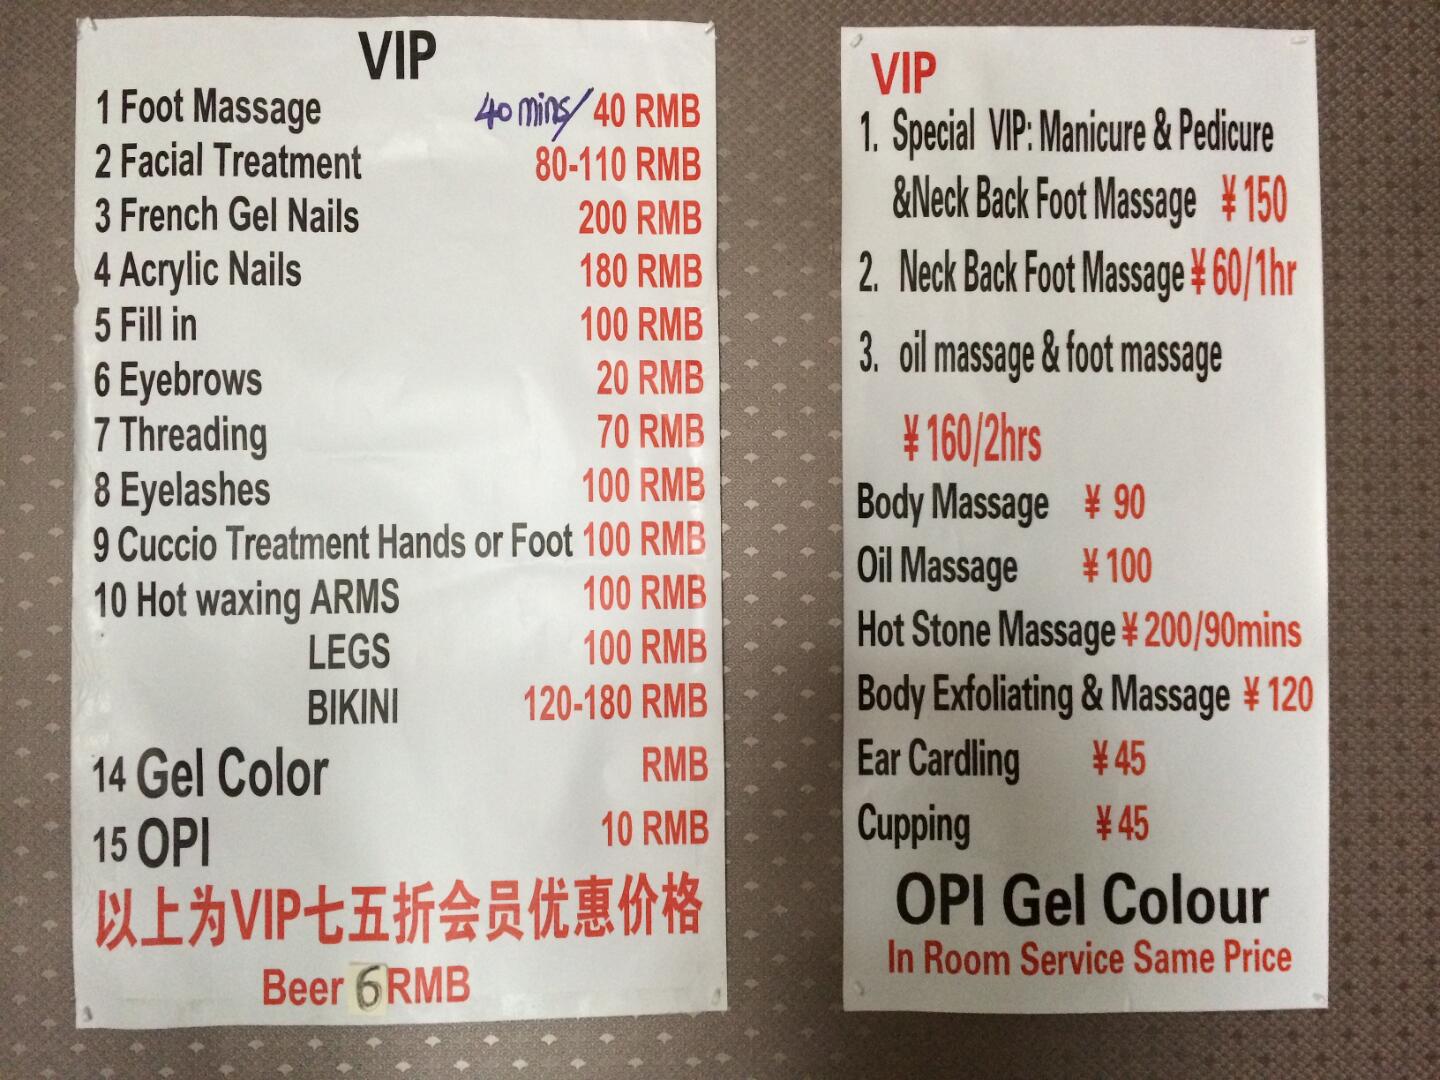 VIP
1 Foot Massage 40 mins/ 40 RMB
2 Facial Treatment 80-110 RMB
3 French Gel Nails 200 RMB
4 Acrylic Nails 180 RMB
5 Fill in 100 RMB
6 Eyebrows 20 RMB
7 Threading 70 RMB
8 Eyelashes 100 RMB
9 Cuccio Treatment Hands or Foot 100 RMB
10 Hot waxing ARMS 100 RMB
LEGS 100 RMB
BIKINI 120-180 RMB
14 Gel Color RMB
15 OPI 10 RMB
以上为VIP七五折会员优惠价格
Beer 6 RMB
VIP
1. Special VIP: Manicure & Pedicure
&Neck Back Foot Massage ¥150
2. Neck Back Foot Massage ¥60/1hr
3. oil massage & foot massage
¥160/2hrs
Body Massage ¥ 90
Oil Massage ¥100
Hot Stone Massage ¥200/90mins
Body Exfoliating & Massage ¥120
Ear Cardling ¥45
Cupping ¥45
OPI Gel Colour
In Room Service Same Price